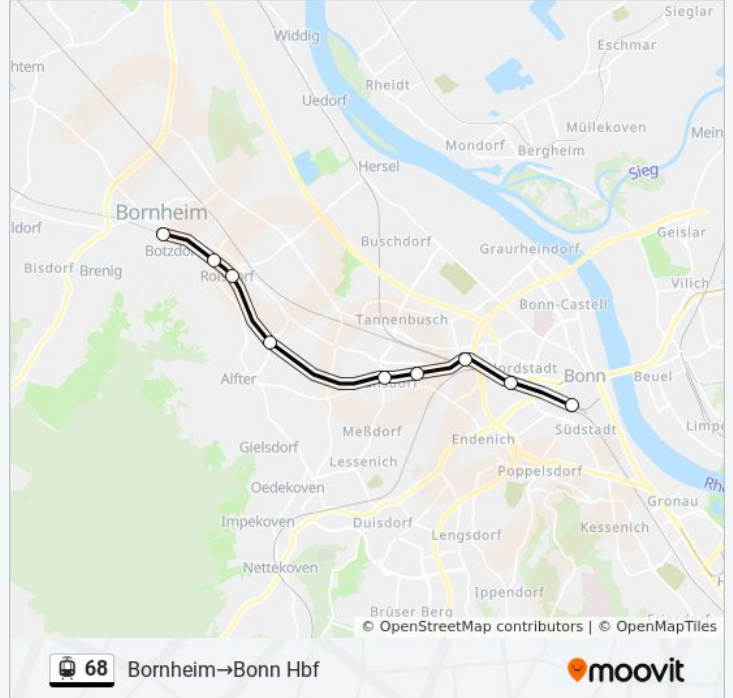 Sieglar
Widdig
Eschmar
htem
Rheidt
Uedorf
Müllekoven
Mondorf
Bergheim
Mein
Hersel
Sieg
Bornheim
ldorf
Geislar
Buschdorf
Graurheindorf
Bisdorf
Brenig
Vilich
Bonn-Castell
Tannenbusch
Nordstadt
Bonn
Beuel
Alfter
Südstadt
Limpe
Meßdorf
Endenich
Gielsdorf
Lessenich
Poppelsdorf
Oedekoven
Gronau
Impekoven
Duisdorf
Kessenich
Lengsdorf
Nettekoven
Ippendorf
Brüser Berg
© OpenStreetMap contributors | © OpenMapTiles
68 Bornheim→Bonn Hbf
moovit